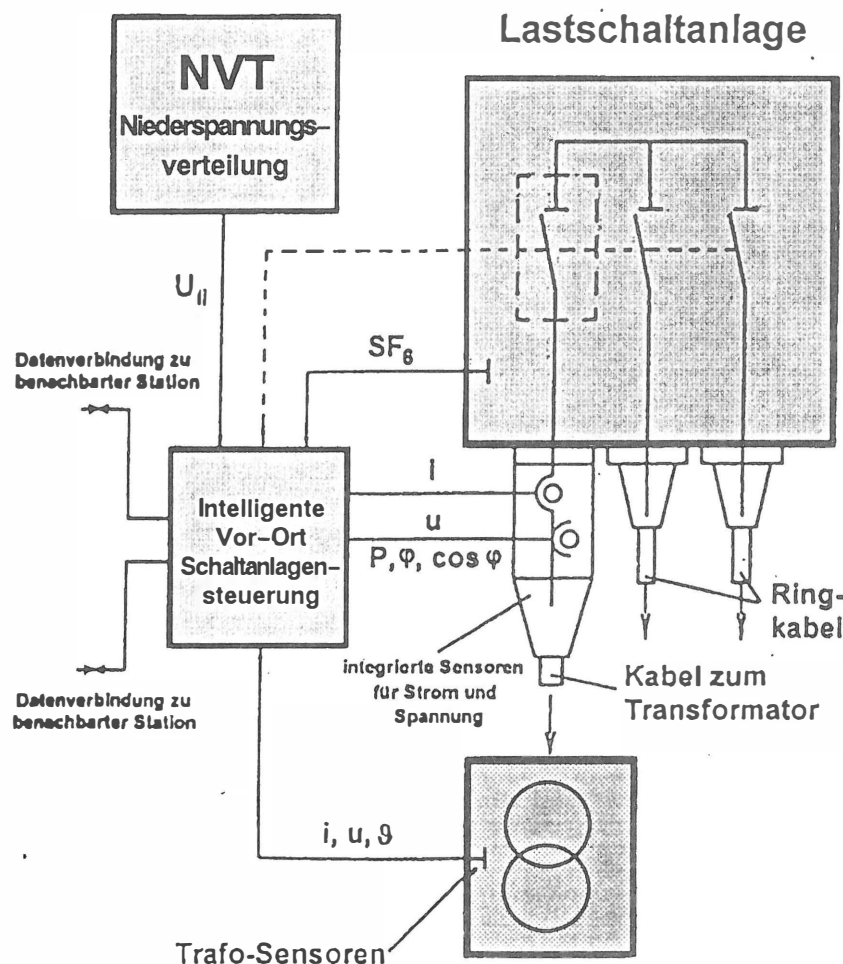 Lastschaltanlage
NVT
Niederspannungs-
verteilung
SF6
Datenverbindung zu
benachbarter Station
Intelligente
Vor-Ort
Schaltanlagen-
steuerung
i
u
P, φ, cos φ
Ring-
kabel
integrierte Sensoren
für Strom und
Spannung
Kabel zum
Transformator
Datenverbindung zu
benachbarter Station
i, u, ϑ
Trafo-Sensoren